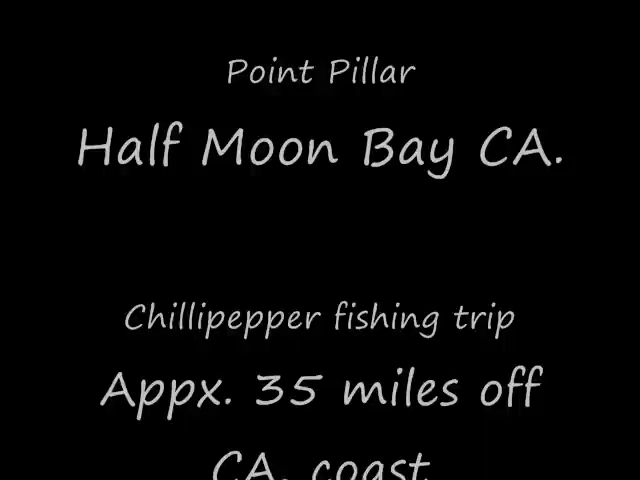 Point Pillar
Half Moon Bay CA.
Chillipepper fishing trip
Appx. 35 miles off
CA. coast